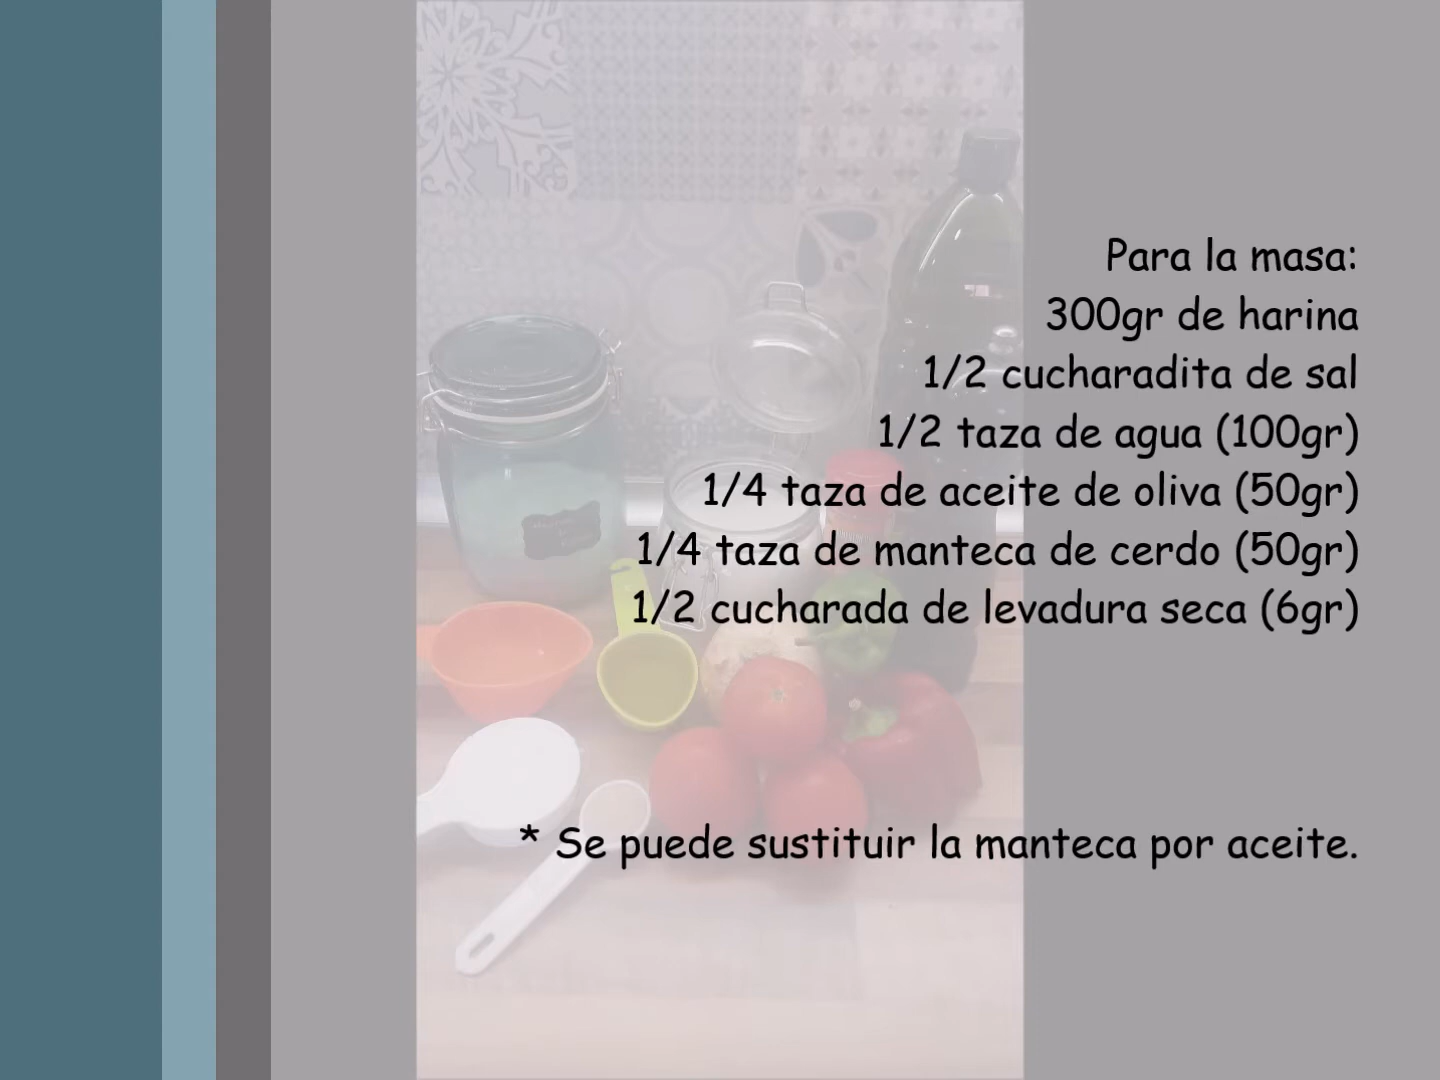 Para la masa:
300gr de harina
1/2 cucharadita de sal
1/2 taza de agua (100gr)
1/4 taza de aceite de oliva (50gr)
1/4 taza de manteca de cerdo (50gr)
1/2 cucharada de levadura seca (6gr)
* Se puede sustituir la manteca por aceite.